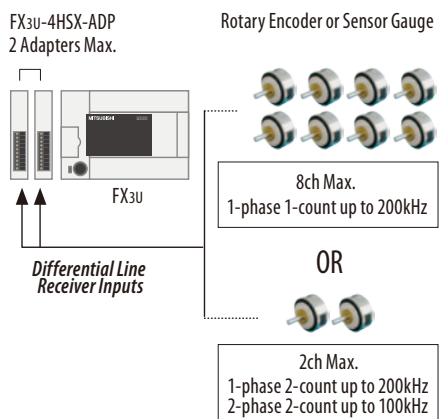 FX3U-4HSX-ADP
2 Adapters Max.
Rotary Encoder or Sensor Gauge
MITSUBISHI
FX3U
8ch Max.
1-phase 1-count up to 200kHz
Differential Line
Receiver Inputs
OR
2ch Max.
1-phase 2-count up to 200kHz
2-phase 2-count up to 100kHz